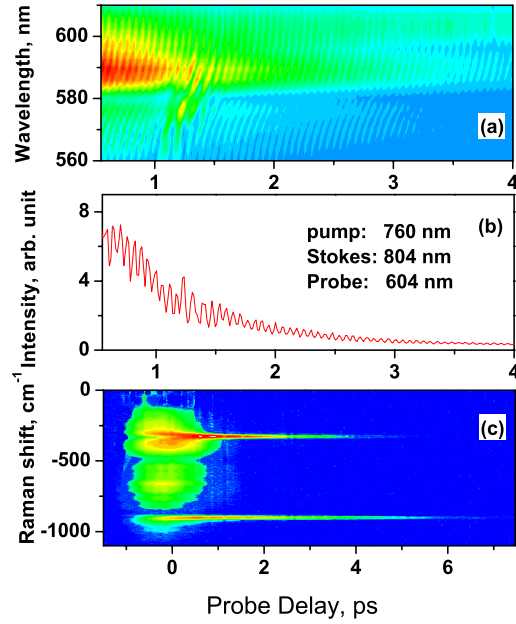 Wavelength, nm
600
580
560
(a)
1
2
3
4
Intensity, arb. unit
8
4
0
(b)
pump: 760 nm
Stokes: 804 nm
Probe: 604 nm
1
2
3
4
Raman shift, cm⁻¹
0
-500
-1000
(c)
0
2
4
6
Probe Delay, ps